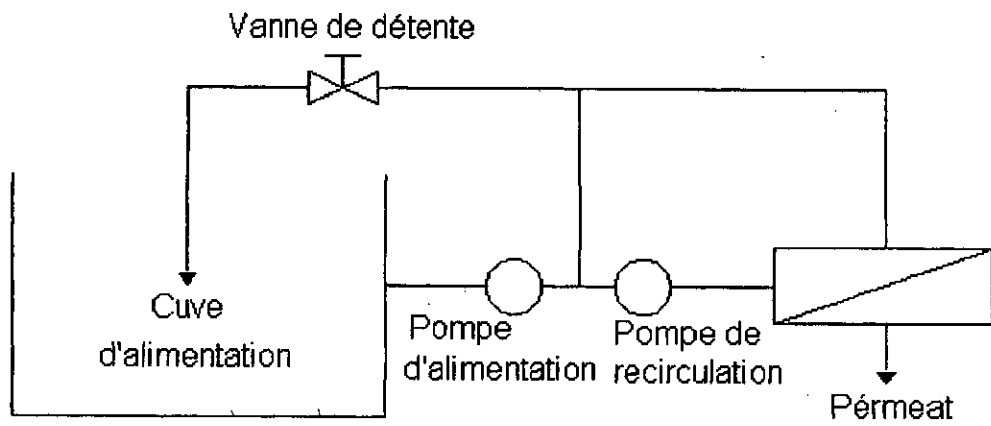 Vanne de détente
Cuve
d'alimentation
Pompe
d'alimentation
Pompe de
recirculation
Pérmeat